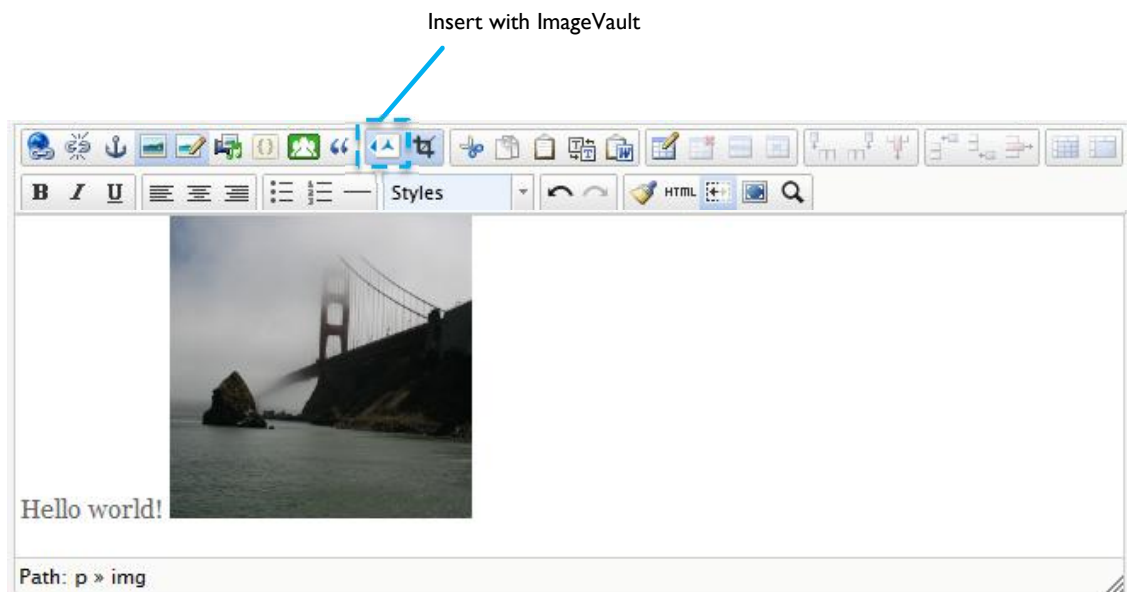 Insert with ImageVault
B I U Styles HTML
Hello world!
Path: p » img